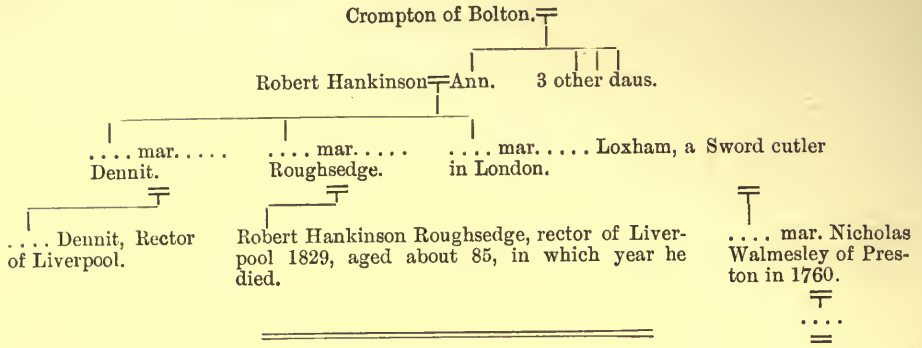 Crompton of Bolton.
Robert Hankinson Ann. 3 other daus.
.... mar.....
Dennit.
.... mar.....
Roughsedge.
.... mar..... Loxham, a Sword cutler
in London.
.... Dennit, Rector
of Liverpool.
Robert Hankinson Roughsedge, rector of Liver-
pool 1829, aged about 85, in which year he
died.
.... mar. Nicholas
Walmesley of Pres-
ton in 1760.
....